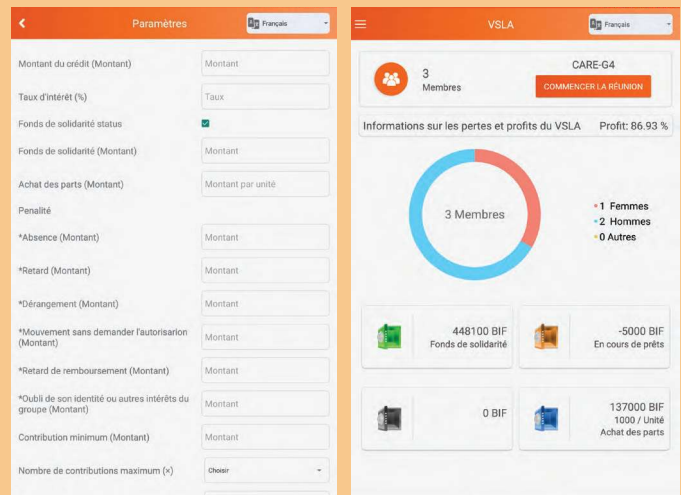 Paramètres
Français
Montant du crédit (Montant)
Montant
Taux d'intérêt (%)
Taux
Fonds de solidarité status
Fonds de solidarité (Montant)
Montant
Achat des parts (Montant)
Montant par unité
Penalité
*Absence (Montant)
Montant
*Retard (Montant)
Montant
*Dérangement (Montant)
Montant
*Mouvement sans demander l'autorisarion
(Montant)
Montant
*Retard de remboursement (Montant)
Montant
*Oubli de son identité ou autres intérêts du
groupe (Montant)
Montant
Contribution minimum (Montant)
Montant
Nombre de contributions maximum (×)
Choisir
VSLA
Français
3
Membres
CARE-G4
COMMENCER LA RÉUNION
Informations sur les pertes et profits du VSLA Profit: 86.93 %
3 Membres
1 Femmes
2 Hommes
0 Autres
448100 BIF
Fonds de solidarité
-5000 BIF
En cours de prêts
0 BIF
137000 BIF
1000 / Unité
Achat des parts